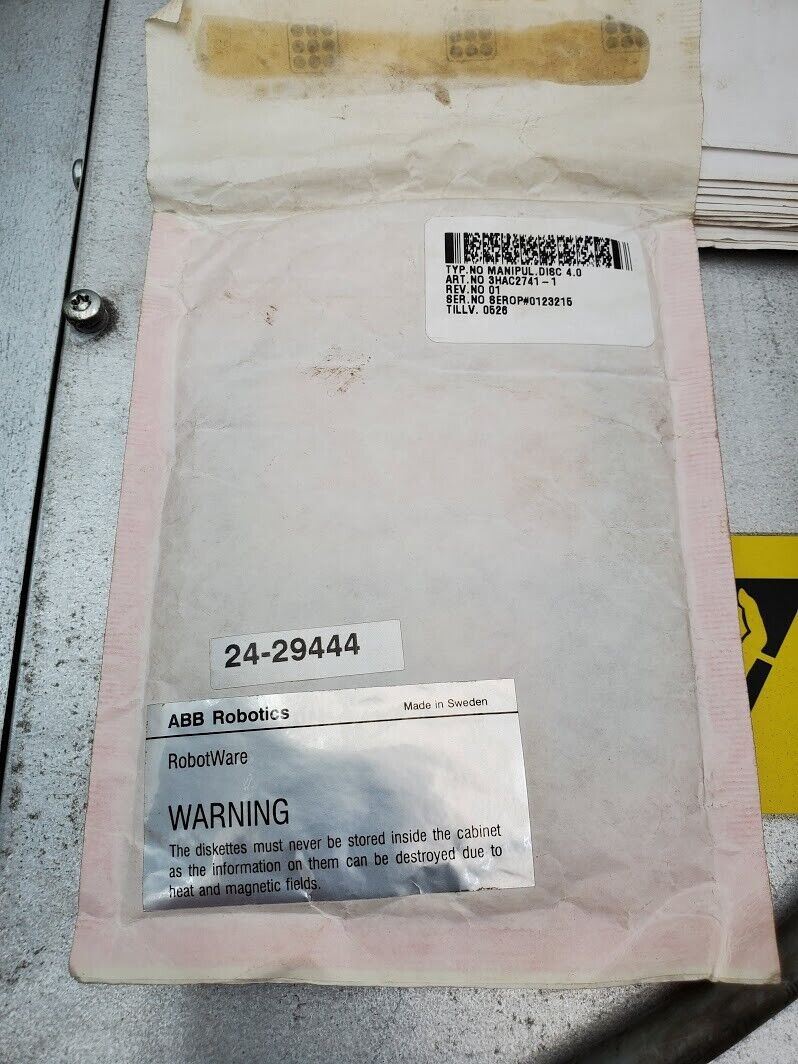 TYP.NO MANIPUL.DISC 4.0
ART.NO 3HAC2741-1
REV.NO 01
SER.NO SEROP#0123215
TILLV. 0526
24-29444
ABB Robotics Made in Sweden
RobotWare
WARNING
The diskettes must never be stored inside the cabinet
as the information on them can be destroyed due to
heat and magnetic fields.